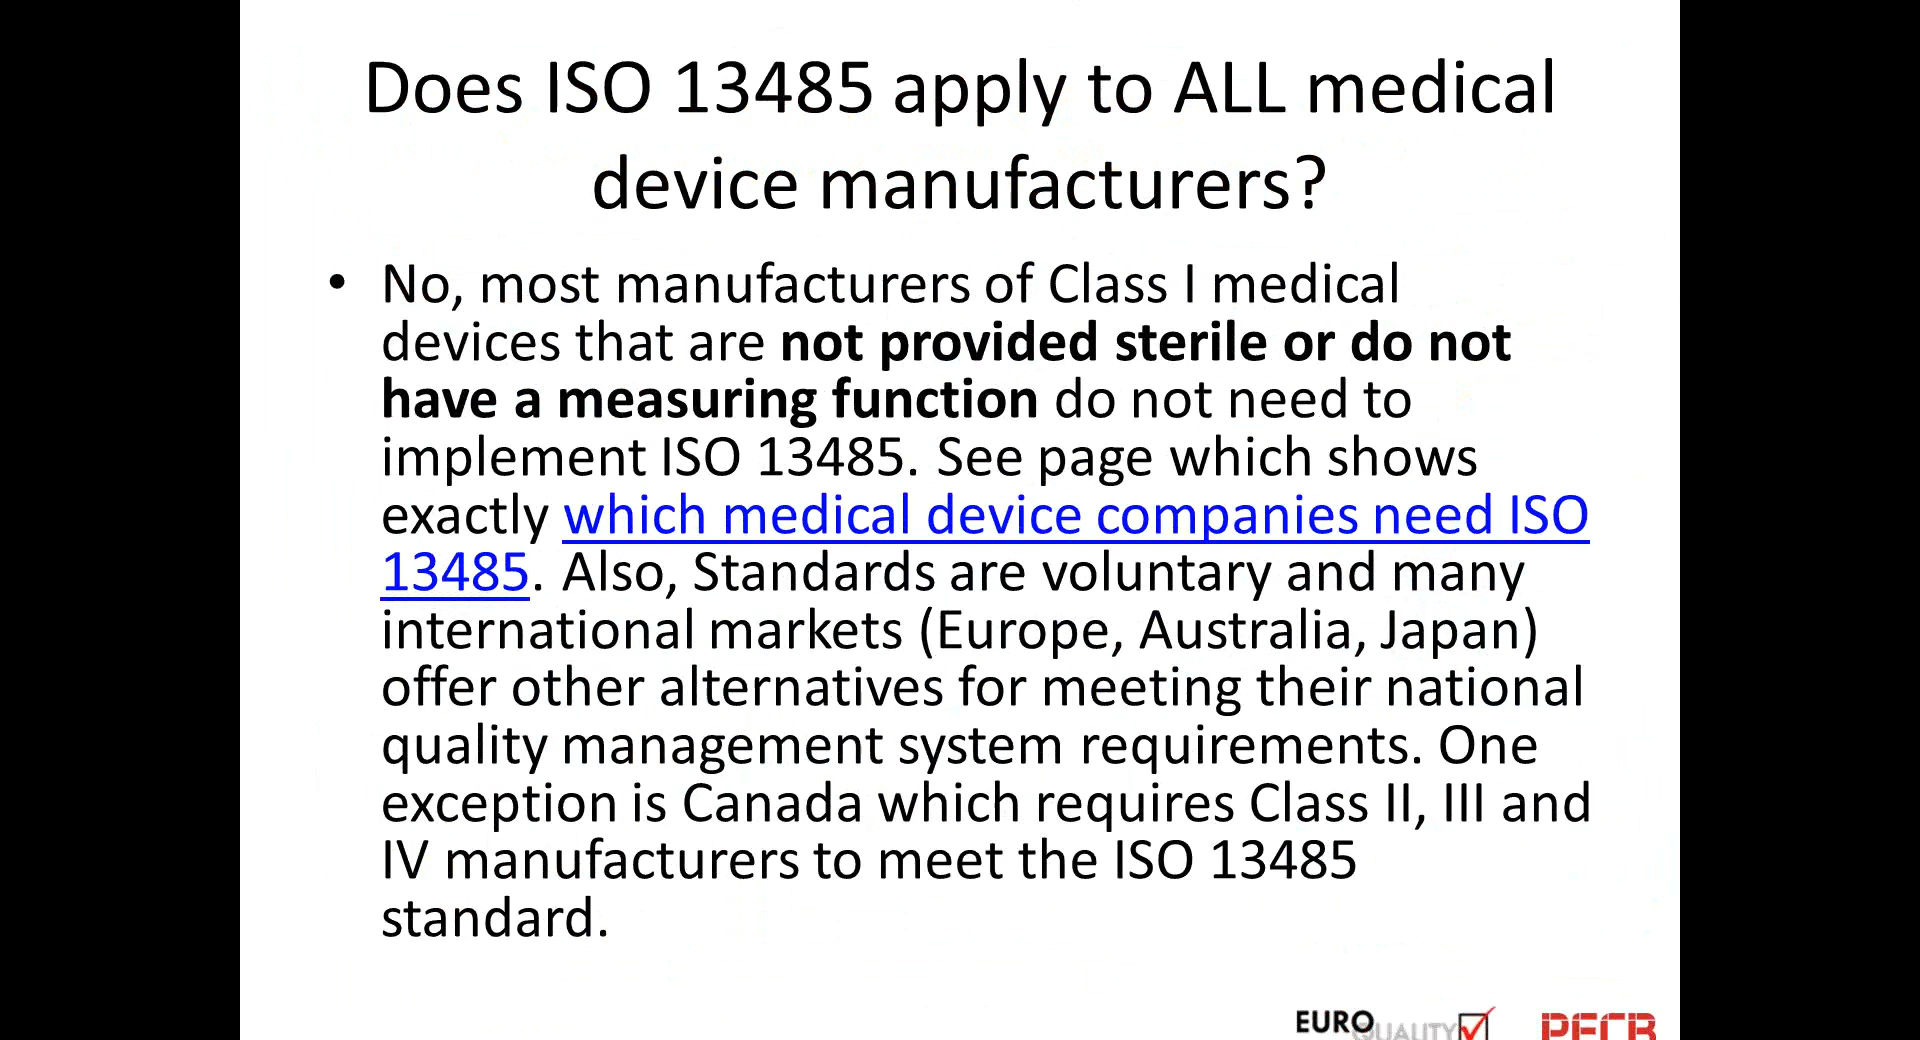 Does ISO 13485 apply to ALL medical
device manufacturers?
• No, most manufacturers of Class I medical
devices that are not provided sterile or do not
have a measuring function do not need to
implement ISO 13485. See page which shows
exactly which medical device companies need ISO
13485. Also, Standards are voluntary and many
international markets (Europe, Australia, Japan)
offer other alternatives for meeting their national
quality management system requirements. One
exception is Canada which requires Class II, III and
IV manufacturers to meet the ISO 13485
standard.
EURO QUALITY PECB